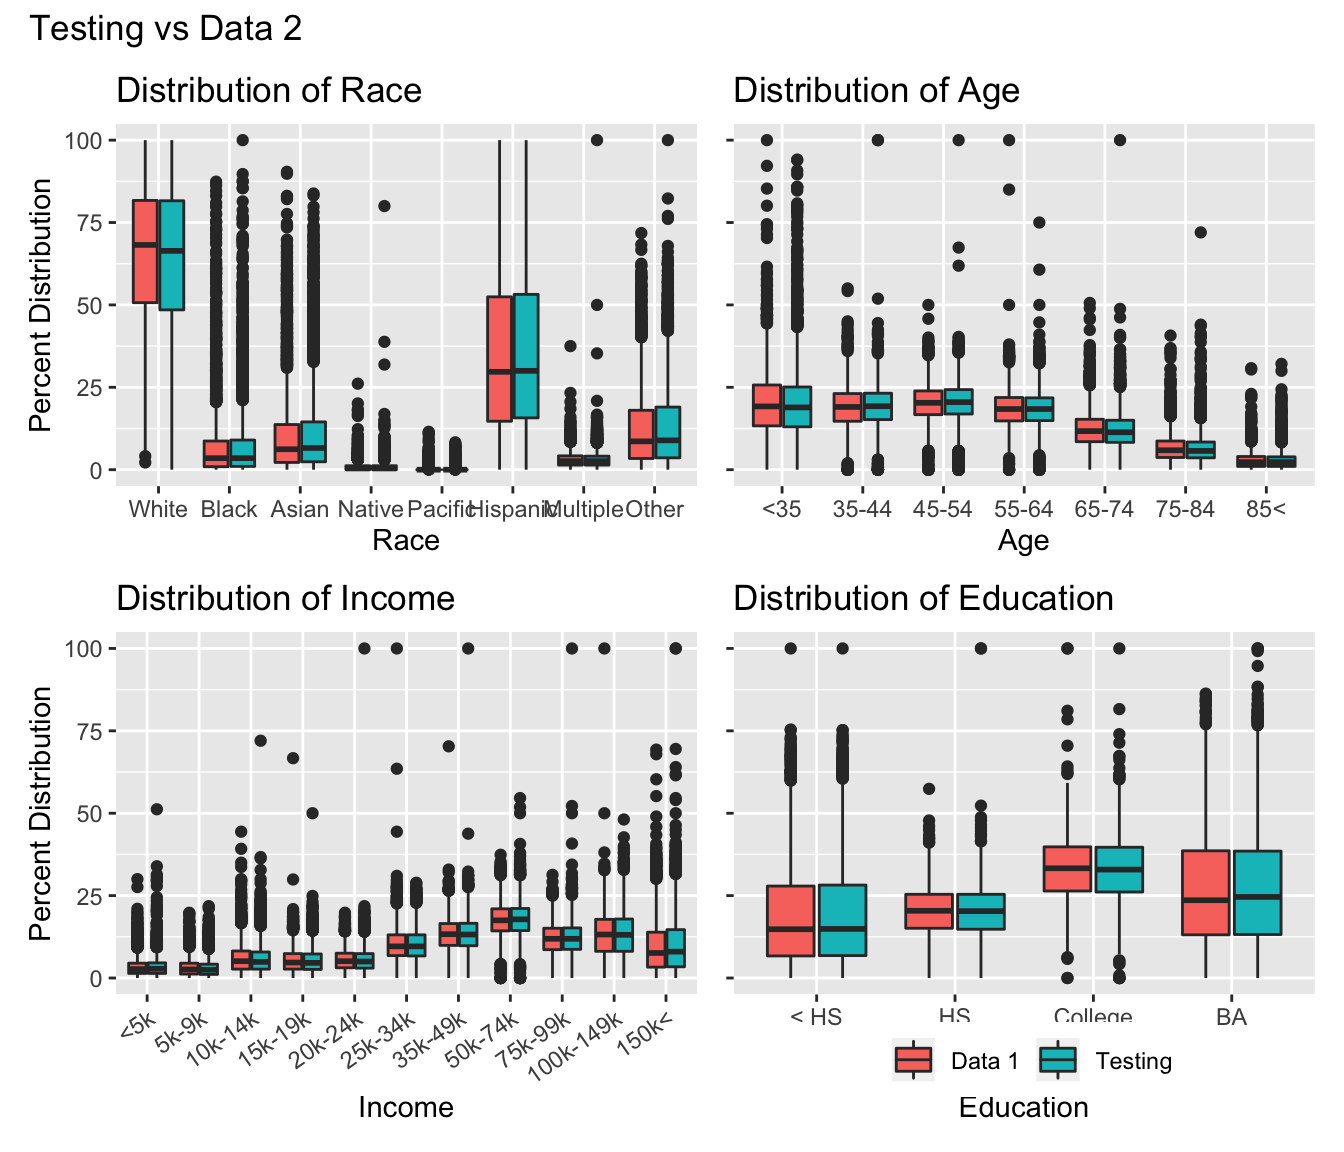 Testing vs Data 2
Distribution of Race
Percent Distribution
100
75
50
25
0
White Black Asian Native Pacific Hispanic Multiple Other
Race
Distribution of Age
<35 35-44 45-54 55-64 65-74 75-84 85<
Age
Distribution of Income
Percent Distribution
100
75
50
25
0
<5k 5k-9k 10k-14k 15k-19k 20k-24k 25k-34k 35k-49k 50k-74k 75k-99k 100k-149k 150k<
Income
Distribution of Education
< HS HS College BA
Data 1 Testing
Education